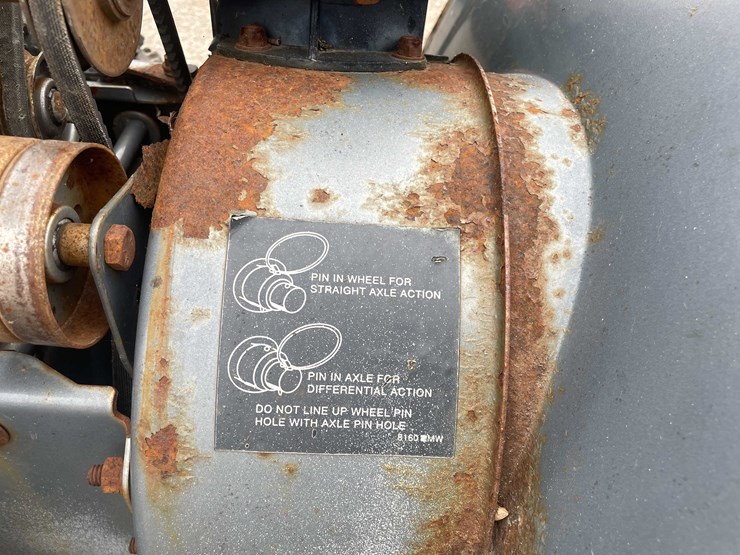 PIN IN WHEEL FOR
STRAIGHT AXLE ACTION
PIN IN AXLE FOR
DIFFERENTIAL ACTION
DO NOT LINE UP WHEEL PIN
HOLE WITH AXLE PIN HOLE